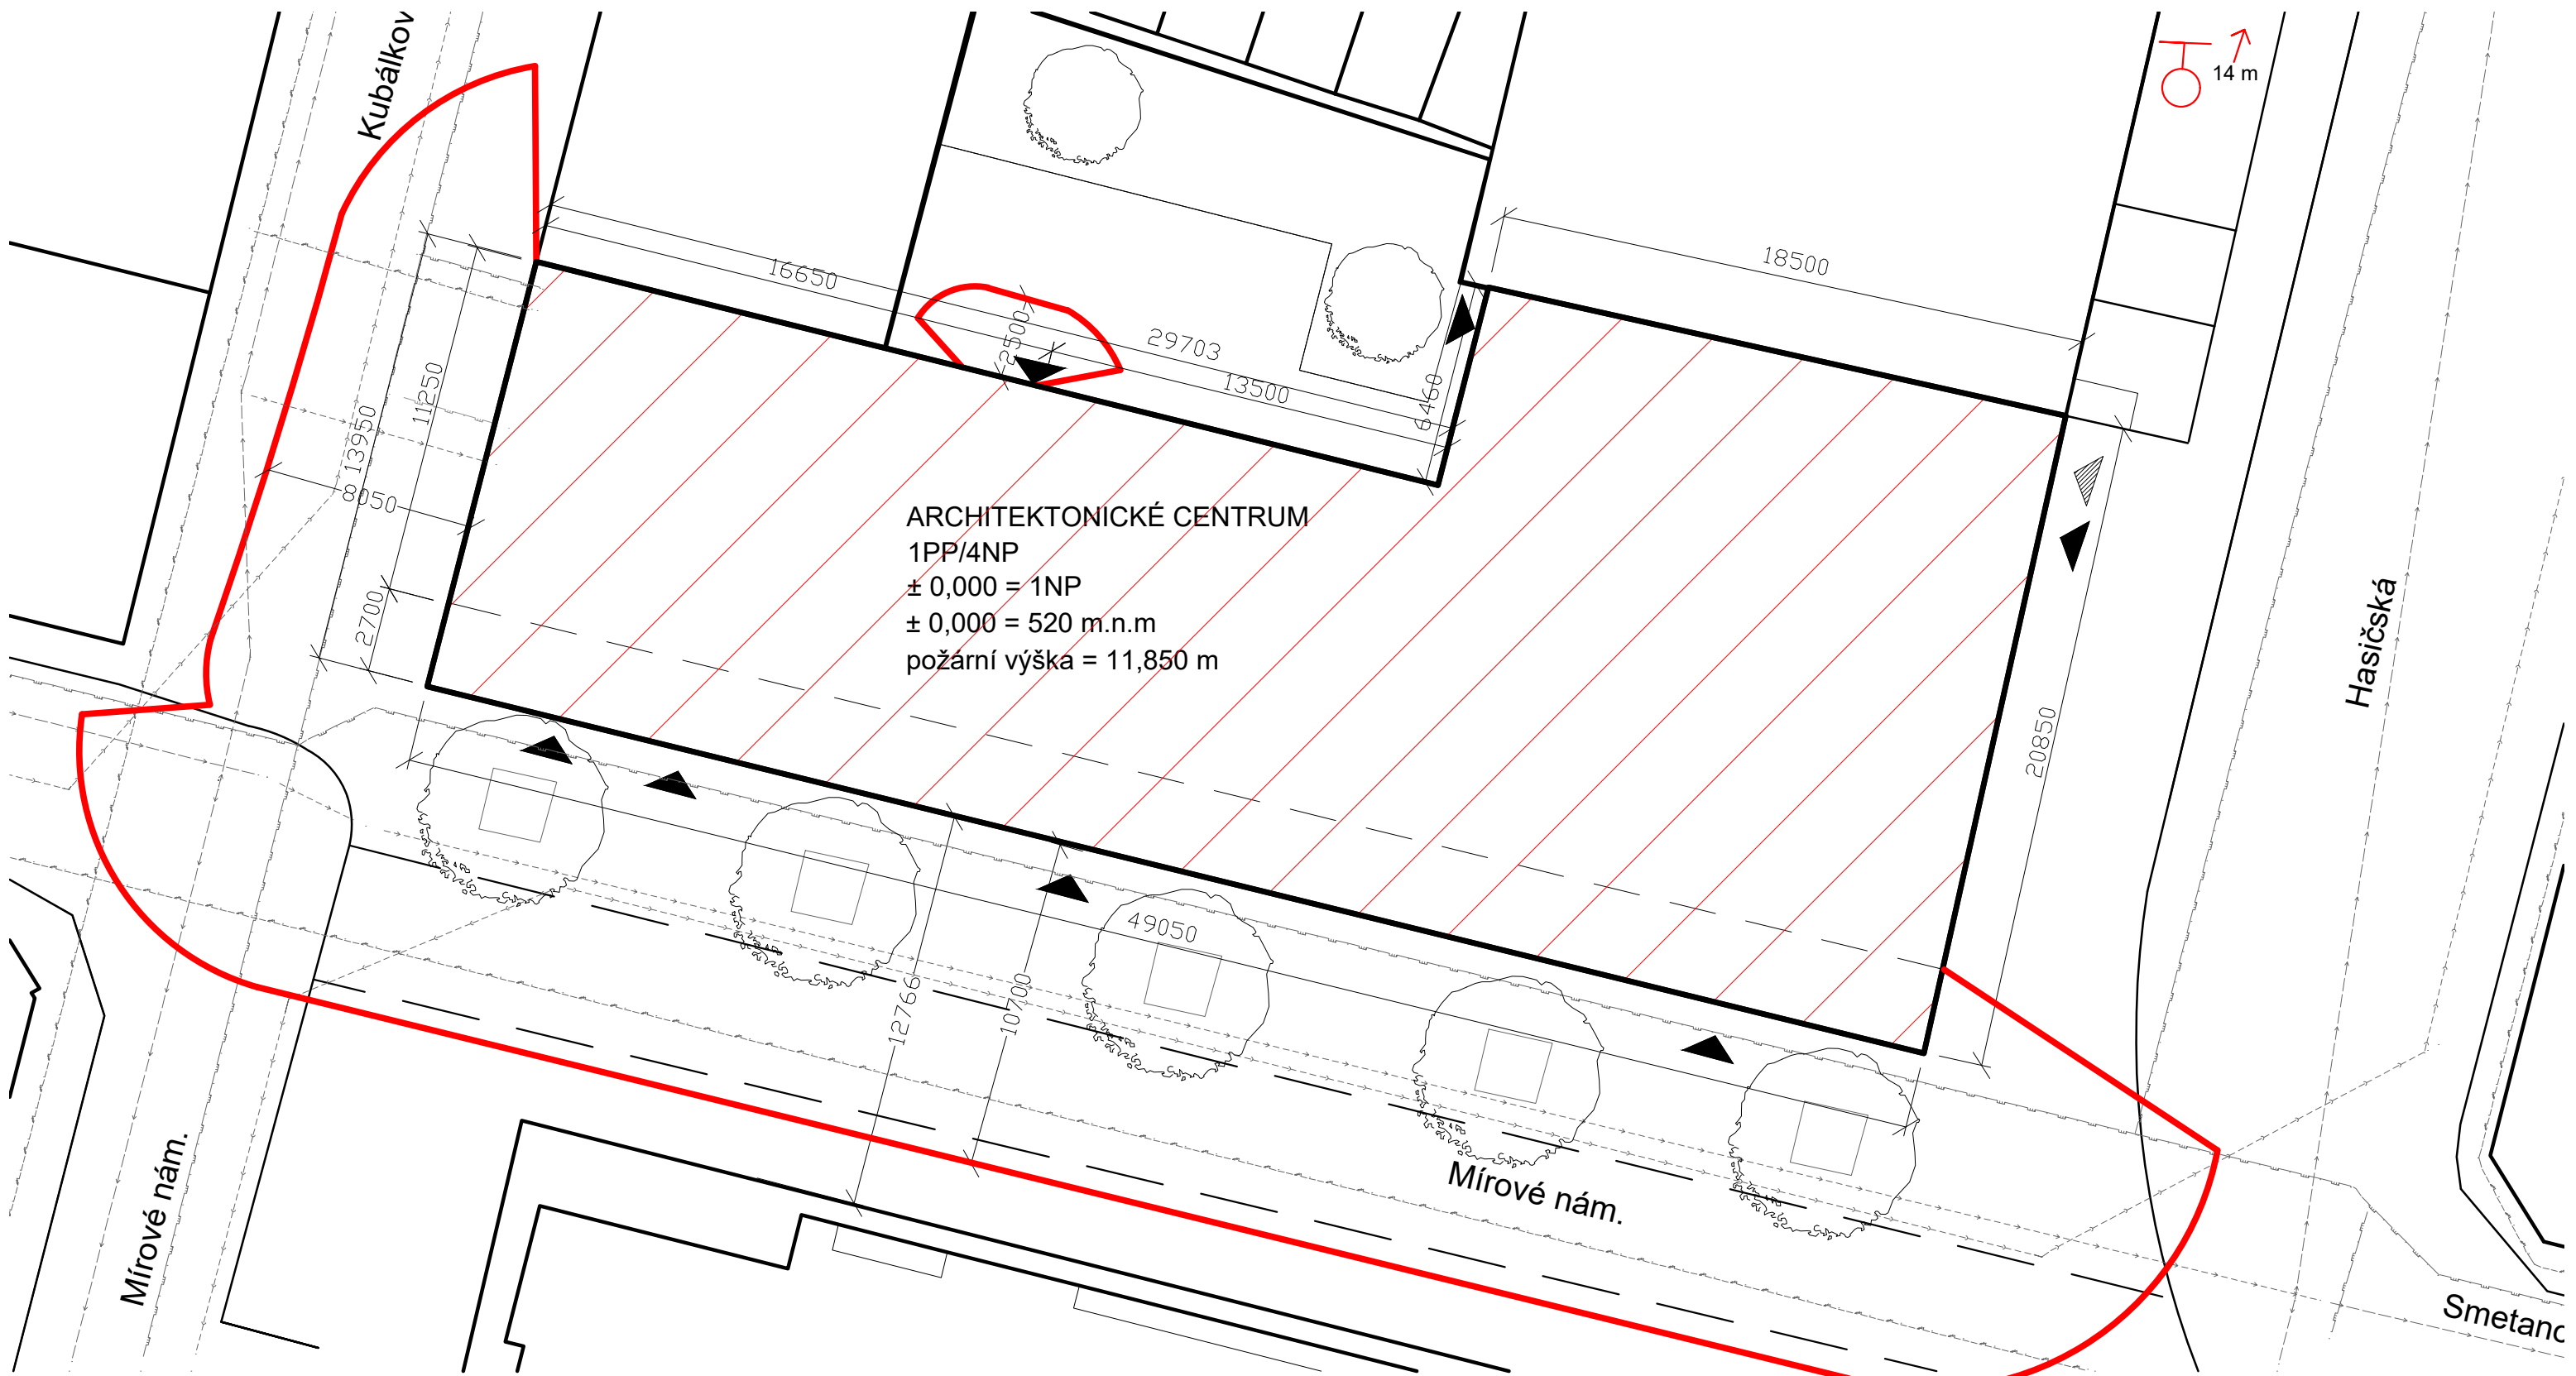 Kubálkov
14 m
16650
18500
29703
2500
13500
6460
11250
13950
8050
2700
ARCHITEKTONICKÉ CENTRUM
1PP/4NP
± 0,000 = 1NP
± 0,000 = 520 m.n.m
požární výška = 11,850 m
Hasičská
20850
49050
12766
10700
Mírové nám.
Mírové nám.
Smetano